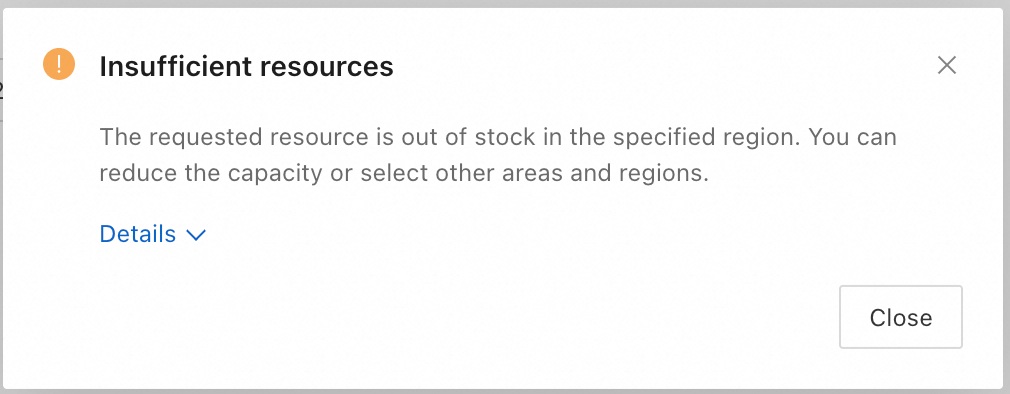 Insufficient resources
The requested resource is out of stock in the specified region. You can
reduce the capacity or select other areas and regions.
Details
Close